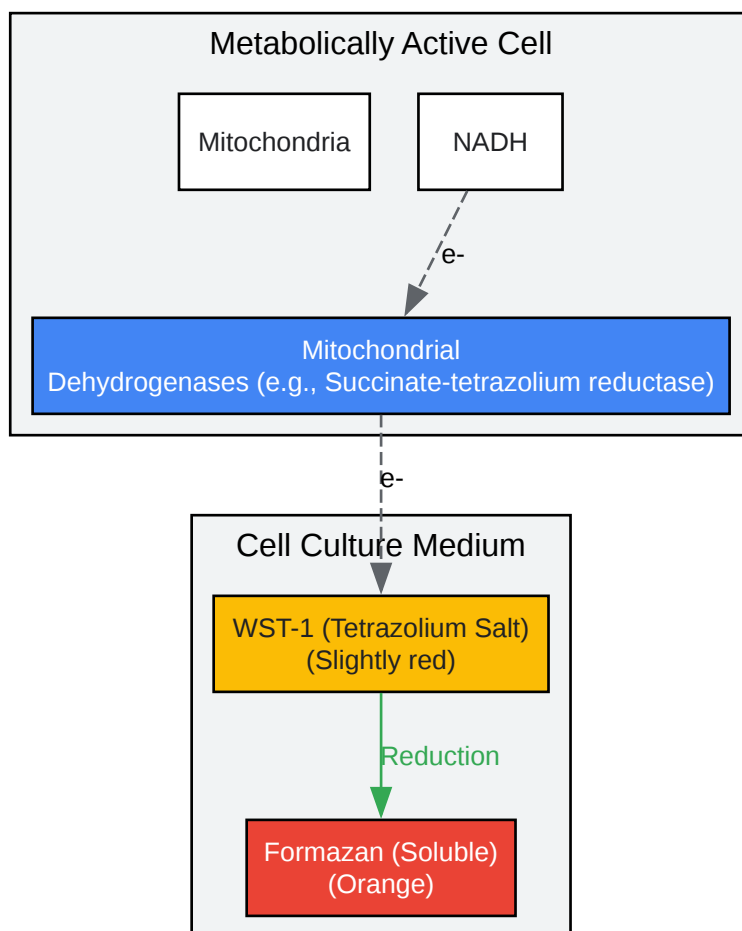 Metabolically Active Cell
Mitochondria
NADH
e-
Mitochondrial
Dehydrogenases (e.g., Succinate-tetrazolium reductase)
e-
Cell Culture Medium
WST-1 (Tetrazolium Salt)
(Slightly red)
Reduction
Formazan (Soluble)
(Orange)